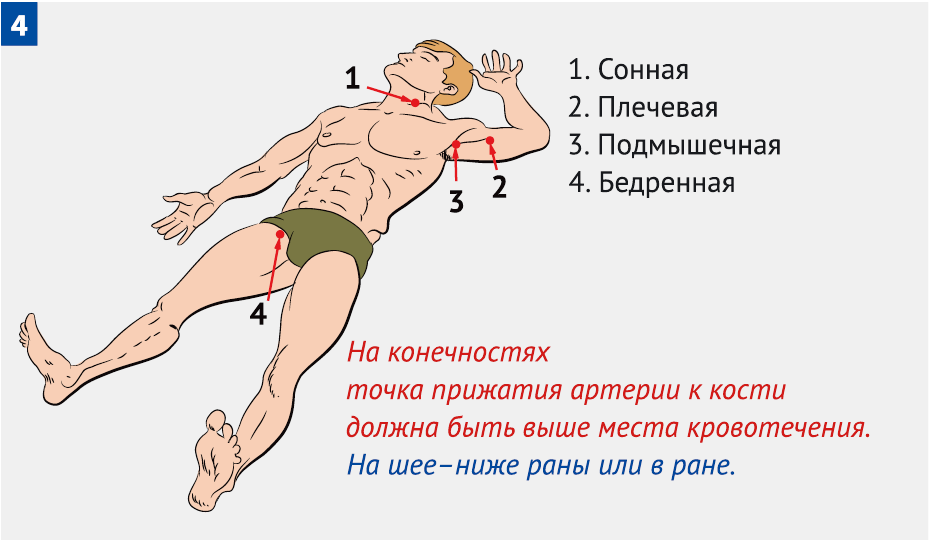 4
1. Сонная
2. Плечевая
3. Подмышечная
4. Бедренная
1
2
3
4
На конечностях
точка прижатия артерии к кости
должна быть выше места кровотечения.
На шее–ниже раны или в ране.